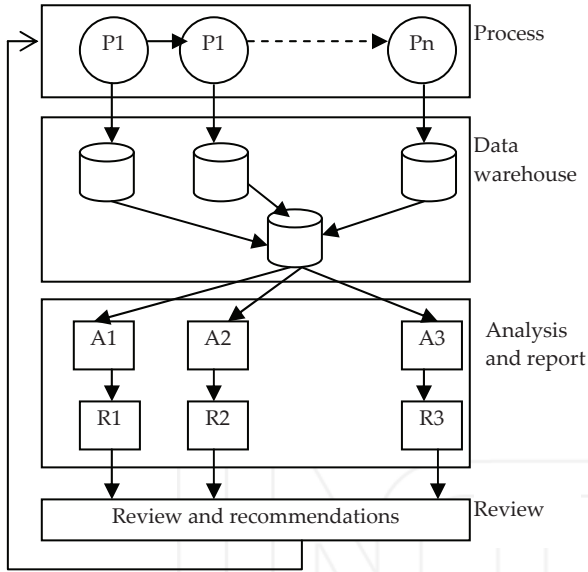 P1 P1 Pn Process
Data
warehouse
A1 A2 A3 Analysis
and report
R1 R2 R3
Review and recommendations Review